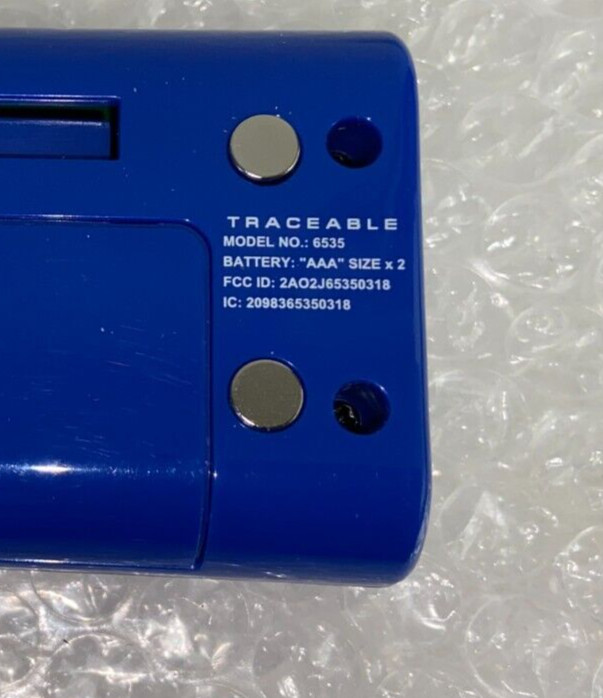 TRACEABLE
MODEL NO.: 6535
BATTERY: "AAA" SIZE x 2
FCC ID: 2AO2J65350318
IC: 2098365350318